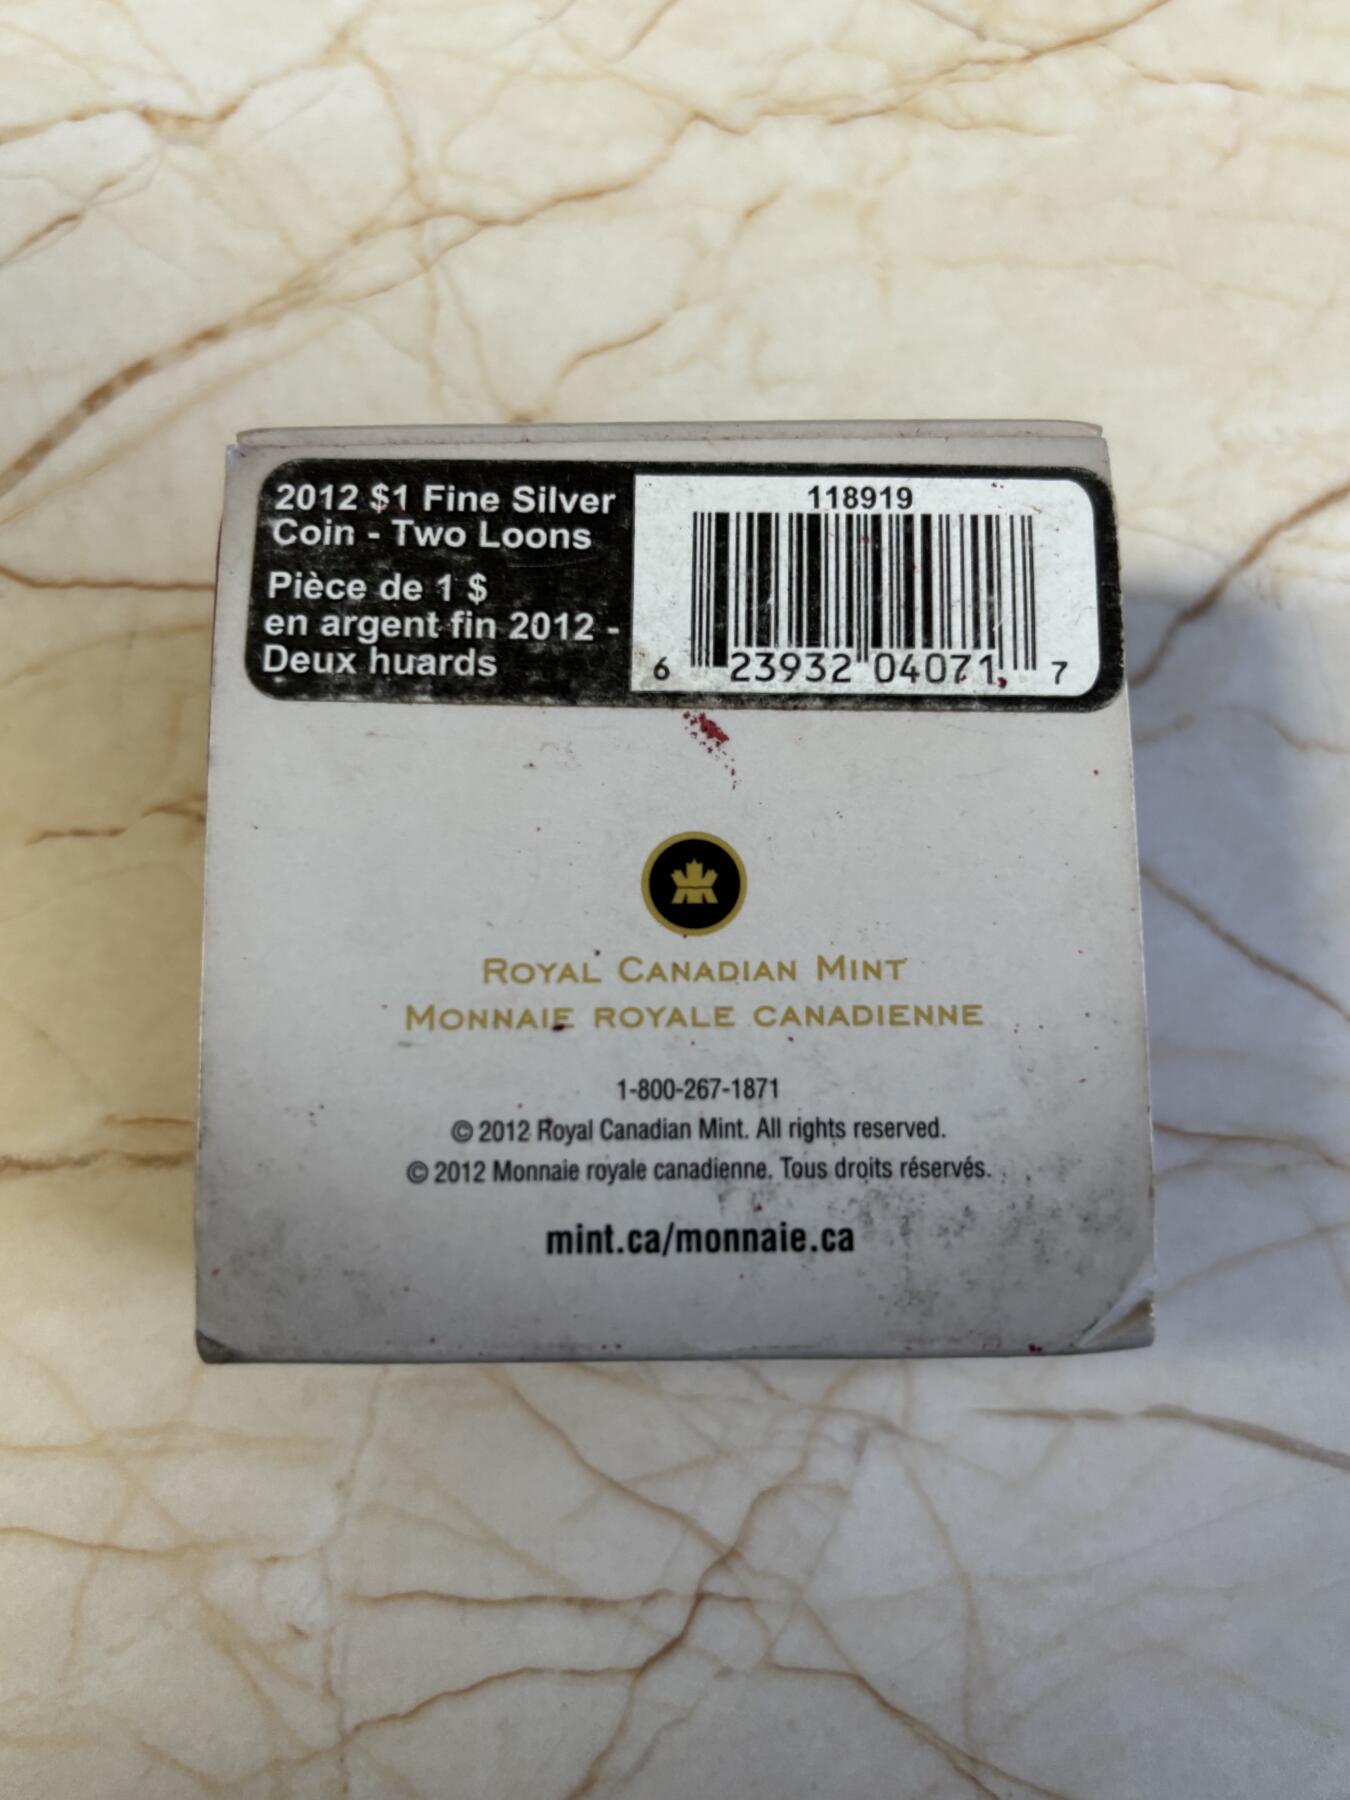 2012 $1 Fine Silver
Coin - Two Loons
Pièce de 1 $
en argent fin 2012 -
Deux huards
118919
6 23932 04071 7
ROYAL CANADIAN MINT
MONNAIE ROYALE CANADIENNE
1-800-267-1871
© 2012 Royal Canadian Mint. All rights reserved.
© 2012 Monnaie royale canadienne. Tous droits réservés.
mint.ca/monnaie.ca